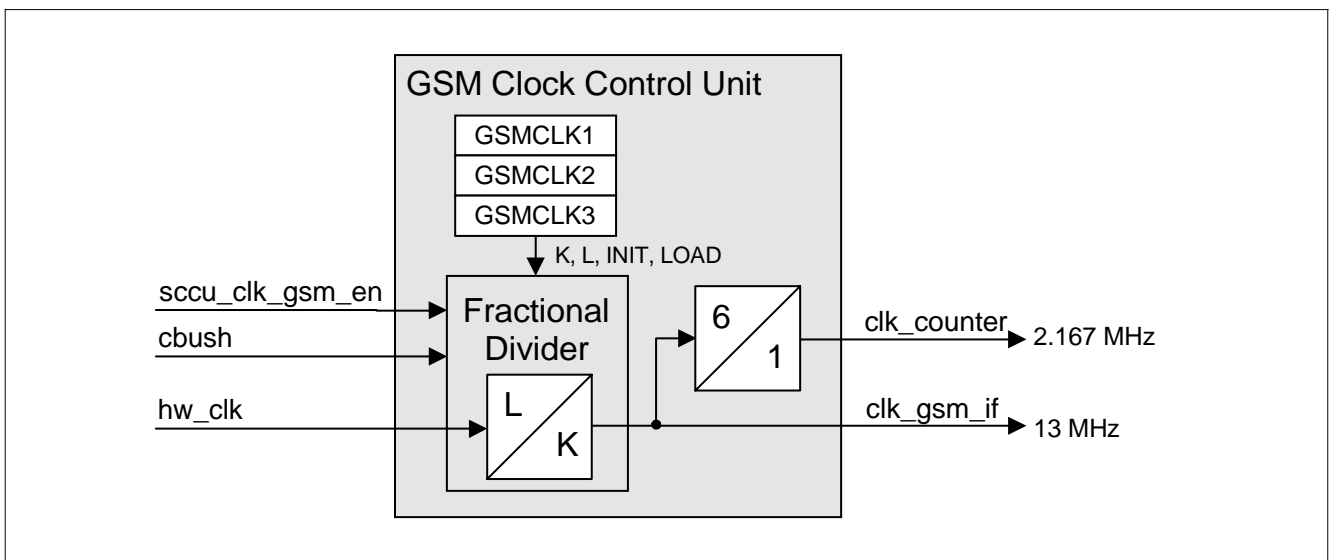 GSM Clock Control Unit
GSMCLK1
GSMCLK2
GSMCLK3
K, L, INIT, LOAD
sccu_clk_gsm_en
cbush
hw_clk
Fractional
Divider
L
K
6
1
clk_counter
2.167 MHz
clk_gsm_if
13 MHz